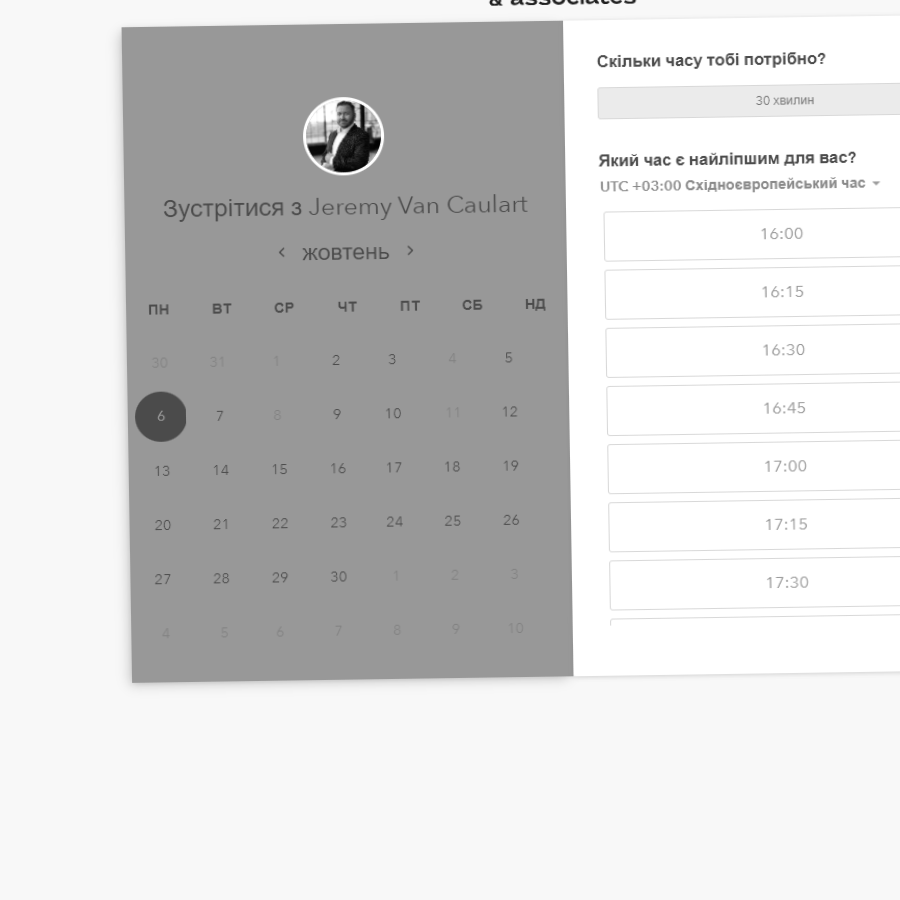 & associates
Зустрітися з Jeremy Van Caulart
жовтень
ПН ВТ СР ЧТ ПТ СБ НД
30 31 1 2 3 4 5
6 7 8 9 10 11 12
13 14 15 16 17 18 19
20 21 22 23 24 25 26
27 28 29 30 1 2 3
4 5 6 7 8 9 10
Скільки часу тобі потрібно?
30 хвилин
Який час є найліпшим для вас?
UTC +03:00 Східноєвропейський час
16:00
16:15
16:30
16:45
17:00
17:15
17:30